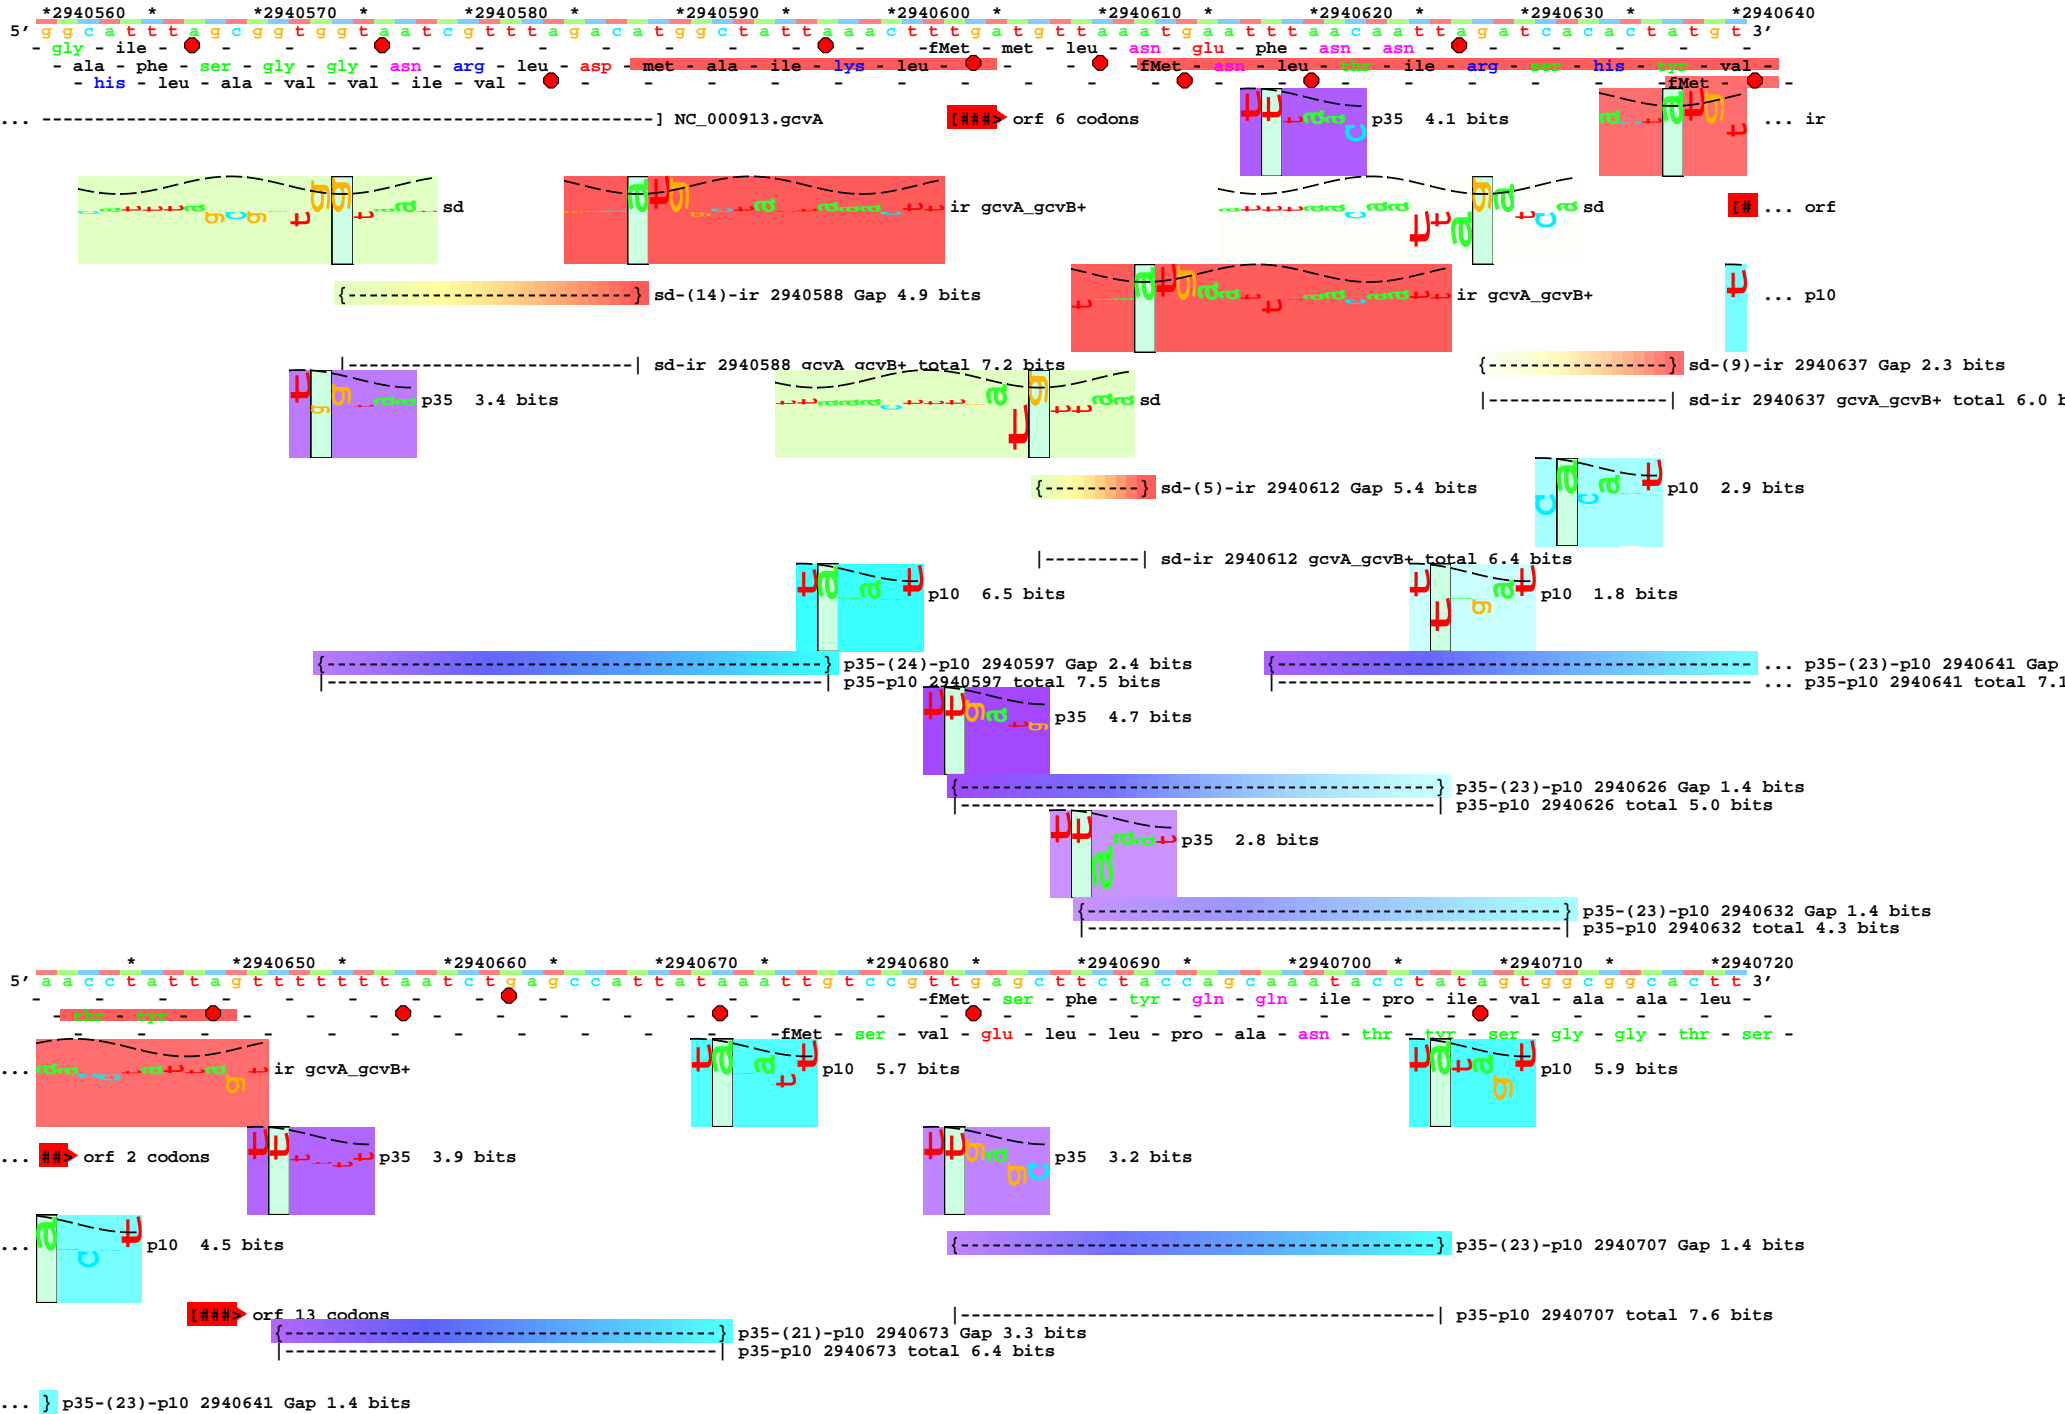 *2940560 * *2940570 * *2940580 * *2940590 * *2940600 * *2940610 * *2940620 * *2940630 * *2940640
5' g g c a t t t a g c g g t g g t a a t c g t t t a g a c a t g g c t a t t a a a c t t t g a t g t t a a a t g a a t t t a a c a a t t a g a t c a c a c t a t g t 3'
- gly - ile - - - - - - - - - - - - -fMet - met - leu - asn - glu - phe - asn - asn - - - - - -
- ala - phe - ser - gly - gly - asn - arg - leu - asp - met - ala - ile - lys - leu - - - -fMet - asn - leu - thr - ile - arg - ser - his - tyr - val -
- his - leu - ala - val - val - ile - val - - - - - - - - - - - - - - - - - - -fMet - -
... -----------------------------] NC_000913.gcvA
[###> orf 6 codons
p35 4.1 bits
... ir
sd
ir gcvA_gcvB+
sd
[# ... orf
{--------------} sd-(14)-ir 2940588 Gap 4.9 bits
ir gcvA_gcvB+
... p10
|--------------| sd-ir 2940588 gcvA_gcvB+ total 7.2 bits
{---------} sd-(9)-ir 2940637 Gap 2.3 bits
p35 3.4 bits
sd
|---------| sd-ir 2940637 gcvA_gcvB+ total 6.0 b
{-----} sd-(5)-ir 2940612 Gap 5.4 bits
p10 2.9 bits
|-----| sd-ir 2940612 gcvA_gcvB+ total 6.4 bits
p10 6.5 bits
p10 1.8 bits
{------------------------} p35-(24)-p10 2940597 Gap 2.4 bits
{----------------------- ... p35-(23)-p10 2940641 Gap
|------------------------| p35-p10 2940597 total 7.5 bits
|----------------------- ... p35-p10 2940641 total 7.1
p35 4.7 bits
{-----------------------} p35-(23)-p10 2940626 Gap 1.4 bits
|-----------------------| p35-p10 2940626 total 5.0 bits
p35 2.8 bits
{-----------------------} p35-(23)-p10 2940632 Gap 1.4 bits
|-----------------------| p35-p10 2940632 total 4.3 bits
* *2940650 * *2940660 * *2940670 * *2940680 * *2940690 * *2940700 * *2940710 * *2940720
5' a a c c t a t t a g t t t t t t t a a t c t g a g c c a t t a t a a a t t g t c c g t t g a g c t t c t a c c a g c a a a t a c c t a t a g t g g c g g c a c t t 3'
- - - - - - - - - - - - - -fMet - ser - phe - tyr - gln - gln - ile - pro - ile - val - ala - ala - leu -
- thr - tyr - - - - - - - - - - - - - - - - - - - - - - - -
- - - - - - - - - - - -fMet - ser - val - glu - leu - leu - pro - ala - asn - thr - tyr - ser - gly - gly - thr - ser -
... ir gcvA_gcvB+
p10 5.7 bits
p10 5.9 bits
... ##> orf 2 codons
p35 3.9 bits
p35 3.2 bits
... p10 4.5 bits
{-----------------------} p35-(23)-p10 2940707 Gap 1.4 bits
[###> orf 13 codons
|-----------------------| p35-p10 2940707 total 7.6 bits
{---------------------} p35-(21)-p10 2940673 Gap 3.3 bits
|---------------------| p35-p10 2940673 total 6.4 bits
... } p35-(23)-p10 2940641 Gap 1.4 bits